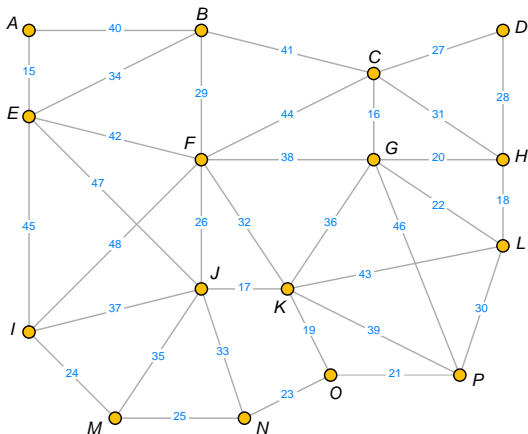 A 40 B D
41 27
C
15 34 29 28
44 16 31
E 42 F 38 G 20 H
47 26 32 36 46 22 18
45 48 43 L
J 17 K
37 30
I 35 33 19 39
24 23 O 21 P
M 25 N